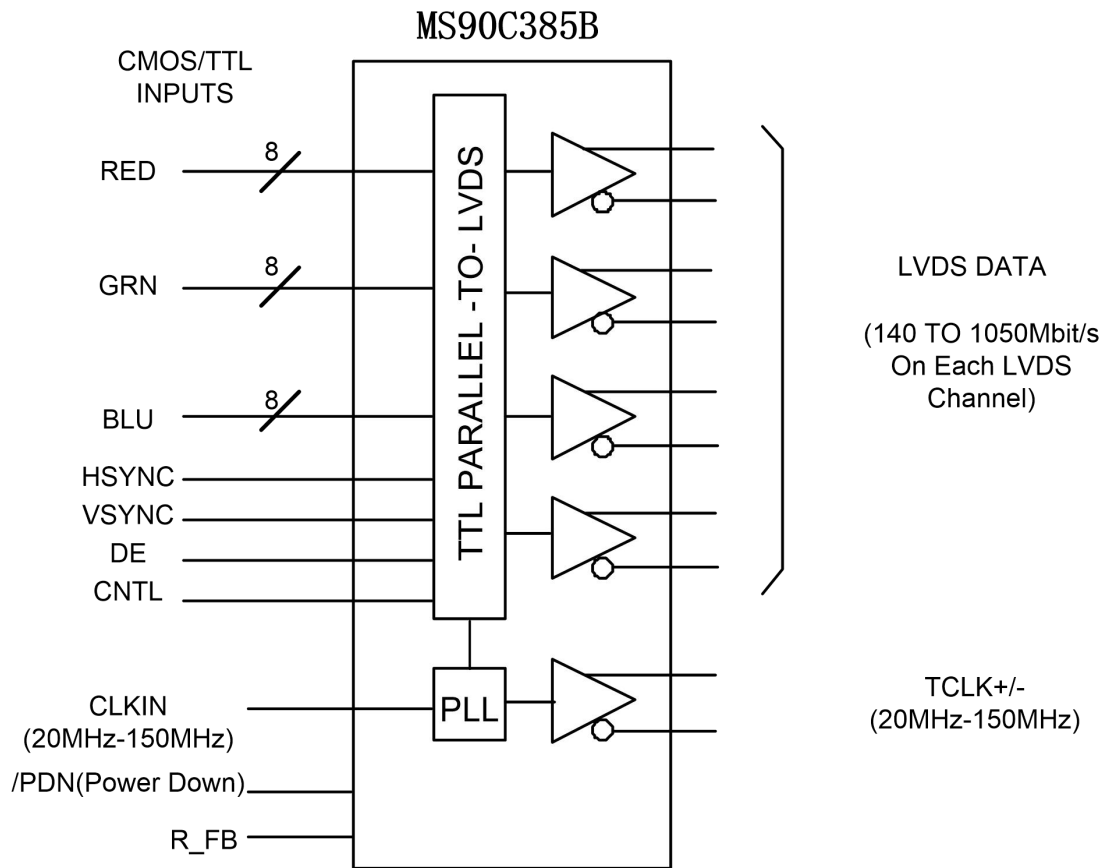 MS90C385B
CMOS/TTL
INPUTS
RED
8
GRN
8
BLU
8
HSYNC
VSYNC
DE
CNTL
CLKIN
(20MHz-150MHz)
/PDN(Power Down)
R_FB
TTL PARALLEL -TO- LVDS
PLL
LVDS DATA
(140 TO 1050Mbit/s
On Each LVDS
Channel)
TCLK+/-
(20MHz-150MHz)